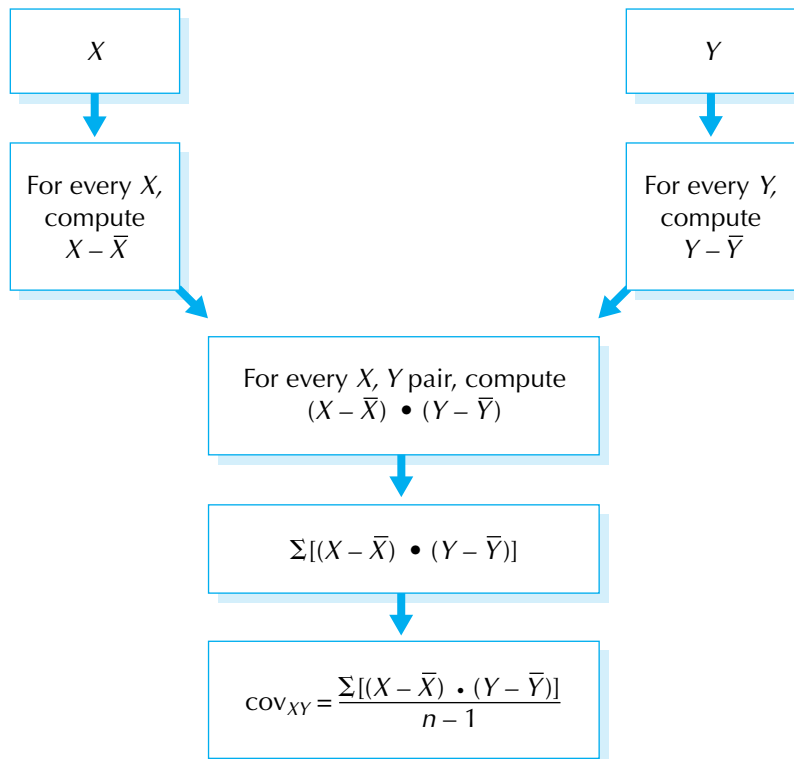 X
Y
For every X,
compute
X – X̅
For every Y,
compute
Y – Y̅
For every X, Y pair, compute
(X – X̅) • (Y – Y̅)
Σ[(X – X̅) • (Y – Y̅)]
cov_XY = Σ[(X – X̅) • (Y – Y̅)]
n – 1